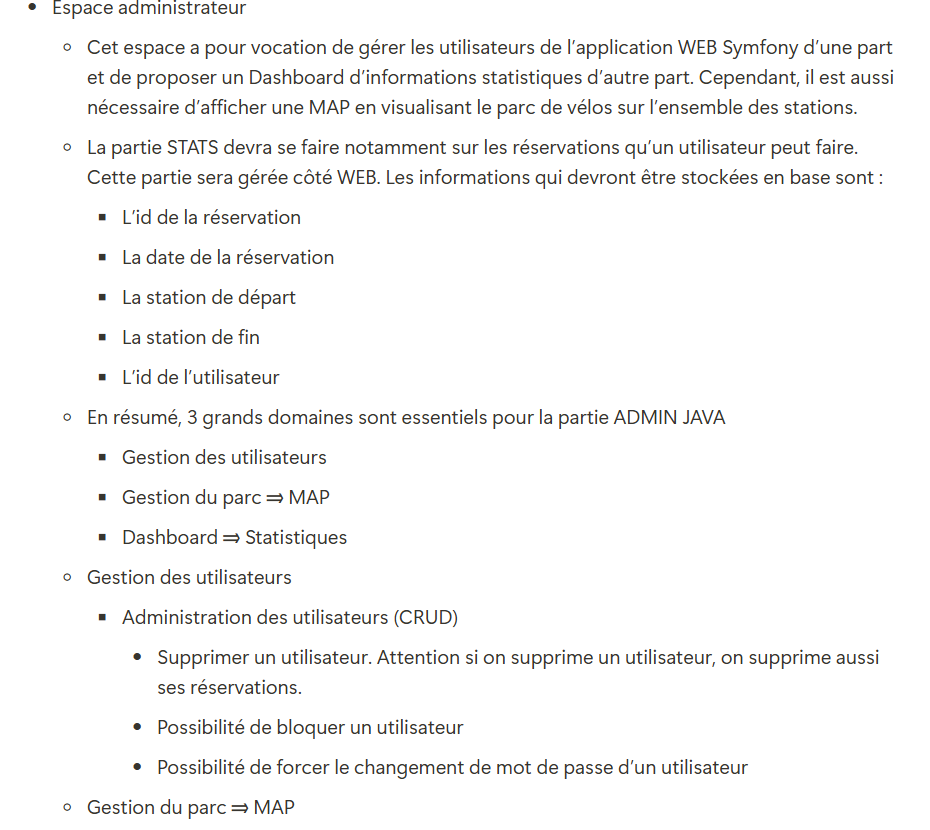 Espace administrateur
Cet espace a pour vocation de gérer les utilisateurs de l’application WEB Symfony d’une part
et de proposer un Dashboard d’informations statistiques d’autre part. Cependant, il est aussi
nécessaire d’afficher une MAP en visualisant le parc de vélos sur l’ensemble des stations.
La partie STATS devra se faire notamment sur les réservations qu’un utilisateur peut faire.
Cette partie sera gérée côté WEB. Les informations qui devront être stockées en base sont :
L’id de la réservation
La date de la réservation
La station de départ
La station de fin
L’id de l’utilisateur
En résumé, 3 grands domaines sont essentiels pour la partie ADMIN JAVA
Gestion des utilisateurs
Gestion du parc ⟹ MAP
Dashboard ⟹ Statistiques
Gestion des utilisateurs
Administration des utilisateurs (CRUD)
Supprimer un utilisateur. Attention si on supprime un utilisateur, on supprime aussi
ses réservations.
Possibilité de bloquer un utilisateur
Possibilité de forcer le changement de mot de passe d’un utilisateur
Gestion du parc ⟹ MAP